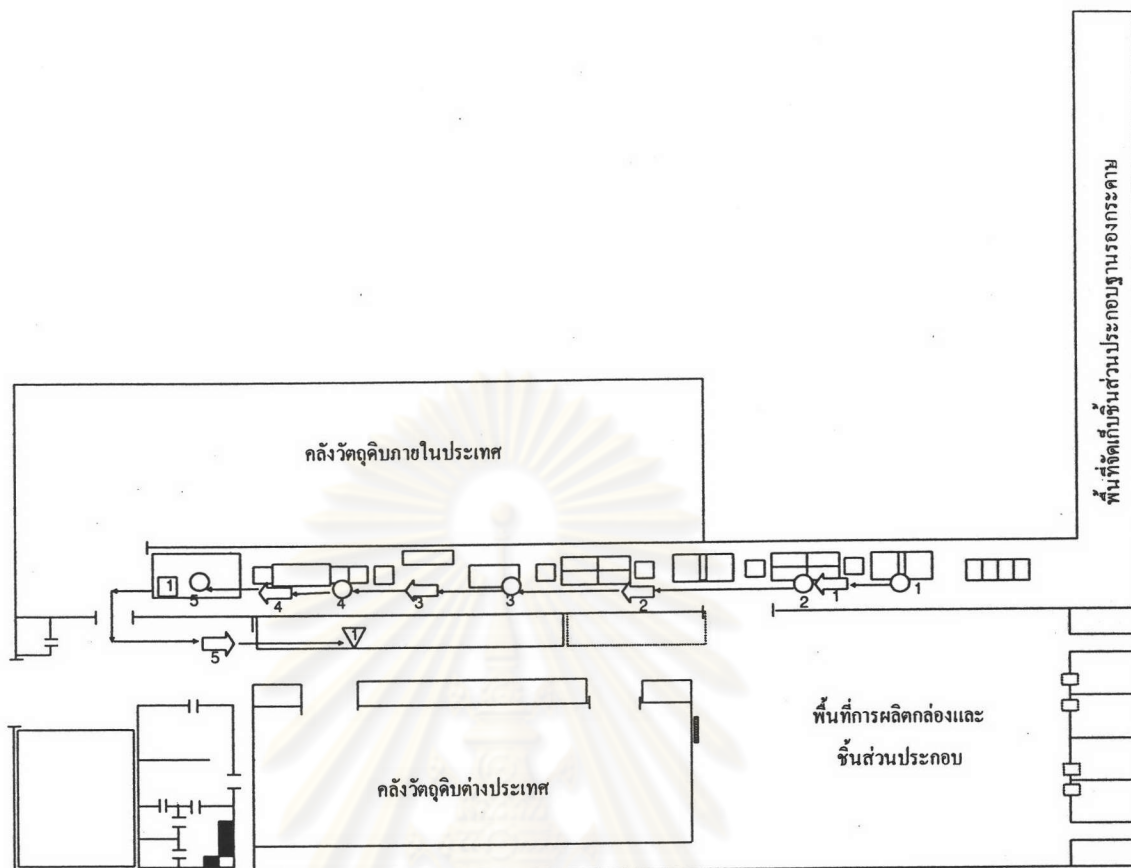 พื้นที่จัดเก็บชิ้นส่วนประกอบฐานรองกระดาษ
คลังวัตถุดิบภายในประเทศ
1
5
4
4
3
3
2
2
1
1
5
1
พื้นที่การผลิตกล่องและ
ชิ้นส่วนประกอบ
คลังวัตถุดิบต่างประเทศ